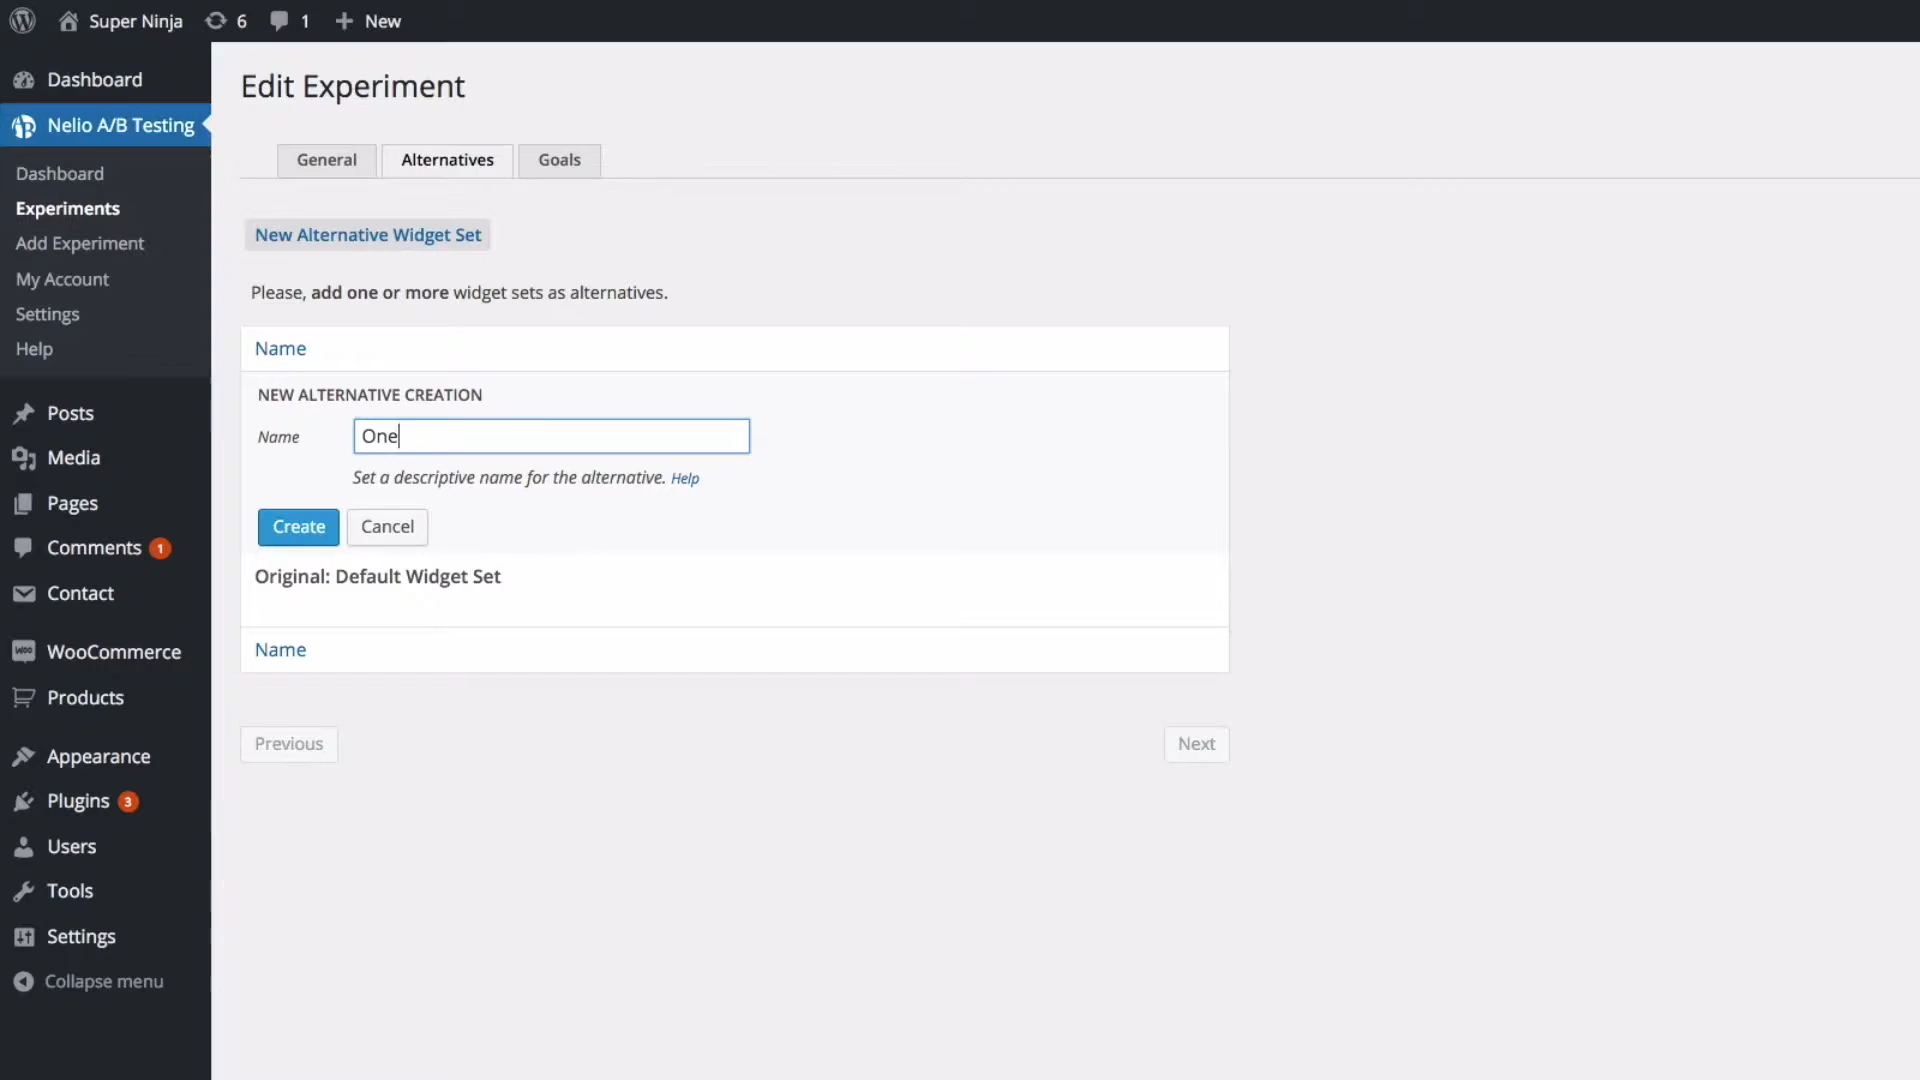 Super Ninja 6 1 New
Dashboard
Nelio A/B Testing
Dashboard
Experiments
Add Experiment
My Account
Settings
Help
Posts
Media
Pages
Comments 1
Contact
WooCommerce
Products
Appearance
Plugins 3
Users
Tools
Settings
Collapse menu
Edit Experiment
General Alternatives Goals
New Alternative Widget Set
Please, add one or more widget sets as alternatives.
Name
NEW ALTERNATIVE CREATION
Name One
Set a descriptive name for the alternative. Help
Create Cancel
Original: Default Widget Set
Name
Previous Next